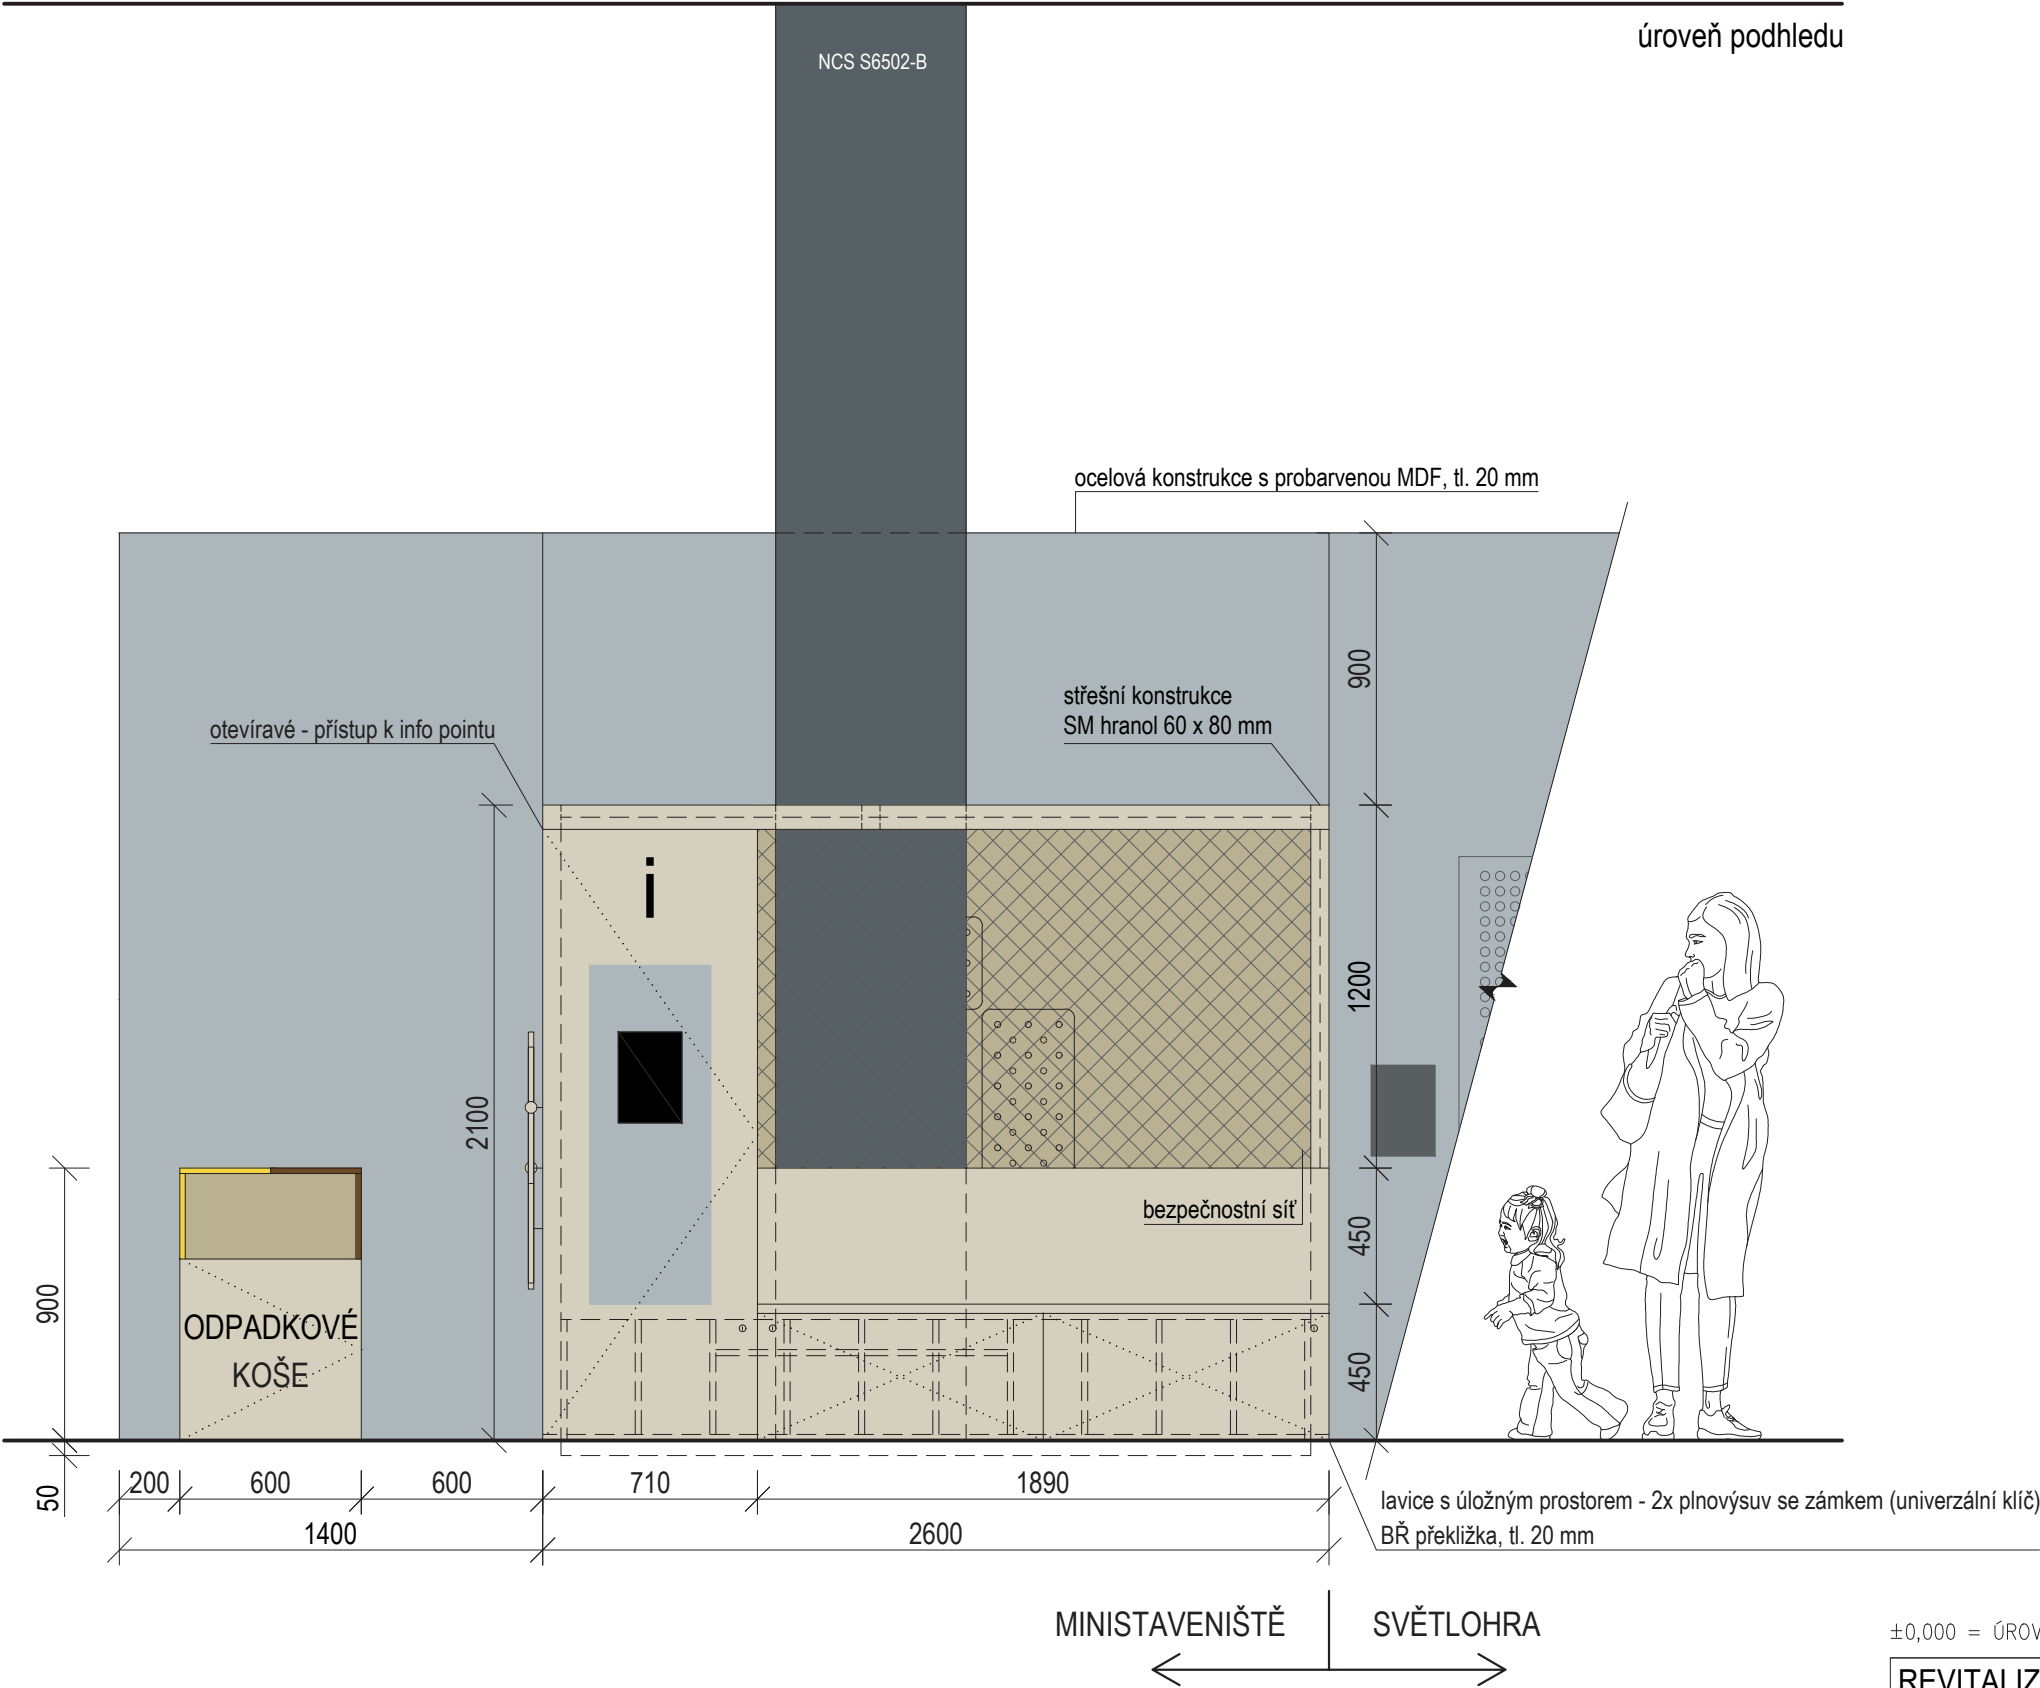 úroveň podhledu
NCS S6502-B
ocelová konstrukce s probarvenou MDF, tl. 20 mm
900
střešní konstrukce
SM hranol 60 x 80 mm
otevíravé - přístup k info pointu
i
1200
2100
bezpečnostní síť
450
900
ODPADKOVÉ
KOŠE
450
50
200 600 600 710 1890
lavice s úložným prostorem - 2x plnovýsuv se zámkem (univerzální klíč)
BŘ překližka, tl. 20 mm
1400 2600
MINISTAVENIŠTĚ SVĚTLOHRA
±0,000 = ÚROV
REVITALIZ